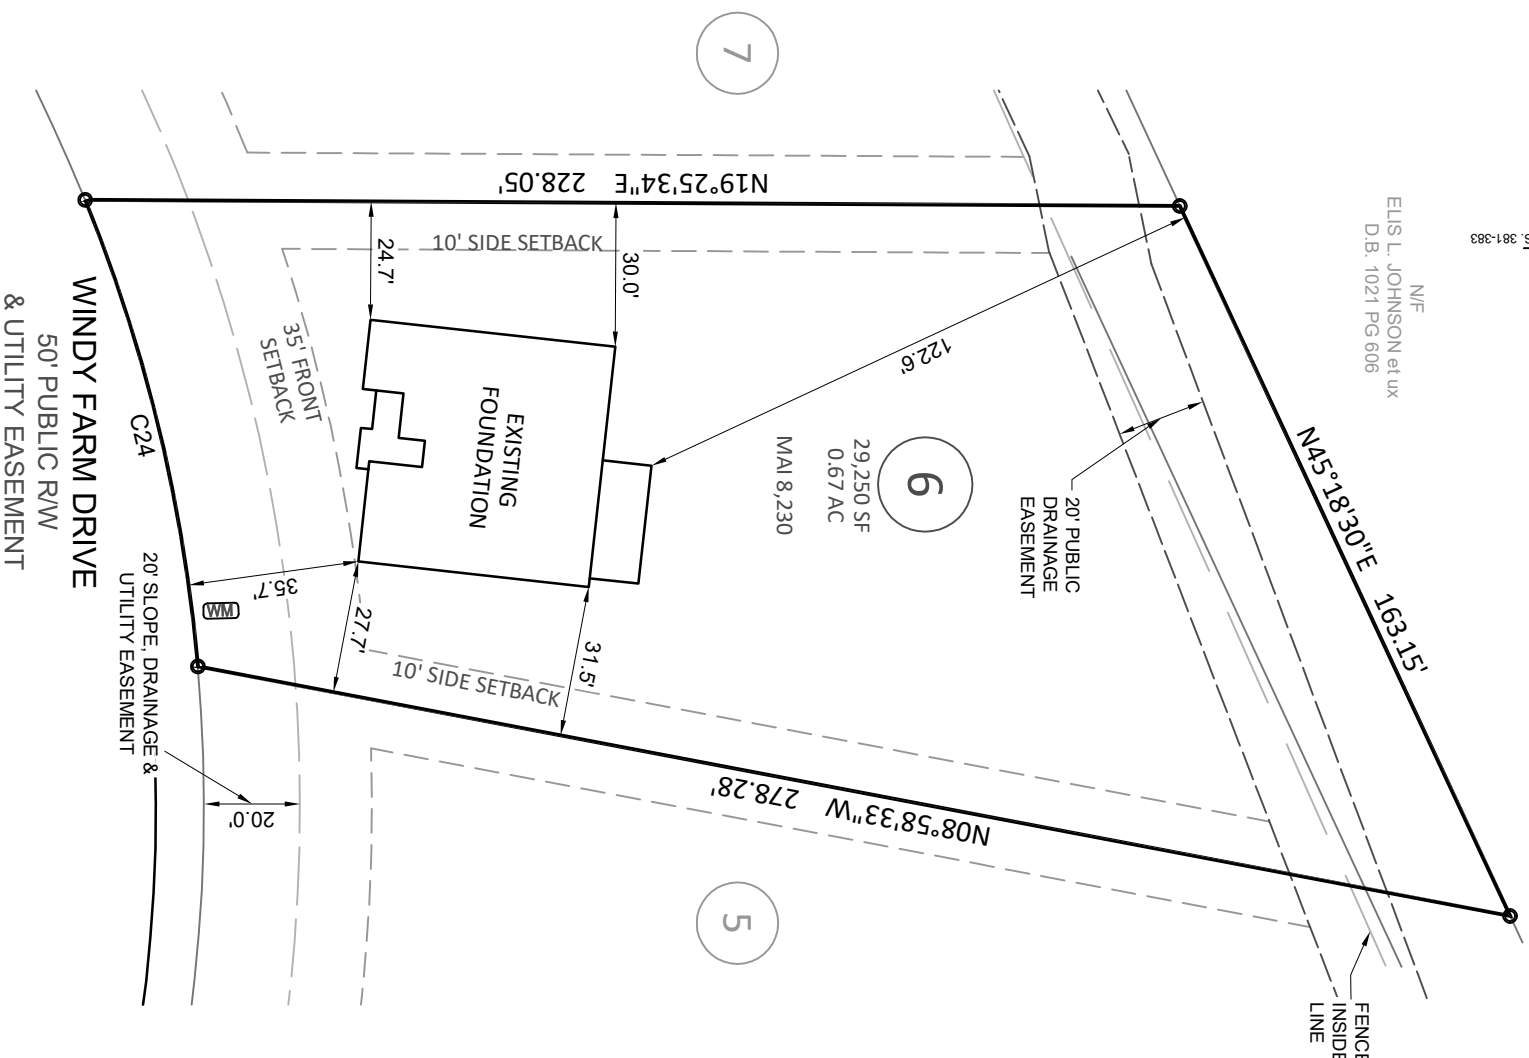 7
N/F
ELIS L. JOHNSON et ux
D.B. 1021 PG 606
381-383
N19°25'34"E 228.05'
10' SIDE SETBACK
24.7'
30.0'
122.6'
35' FRONT
SETBACK
EXISTING
FOUNDATION
6
29,250 SF
0.67 AC
MAI 8,230
20' PUBLIC
DRAINAGE
EASEMENT
N45°18'30"E 163.15'
C24
WINDY FARM DRIVE
50' PUBLIC R/W
& UTILITY EASEMENT
35.7'
WM
27.7'
31.5'
10' SIDE SETBACK
20' SLOPE, DRAINAGE &
UTILITY EASEMENT
20.0'
N08°58'33"W 278.28'
5
FENCE
INSIDE
LINE